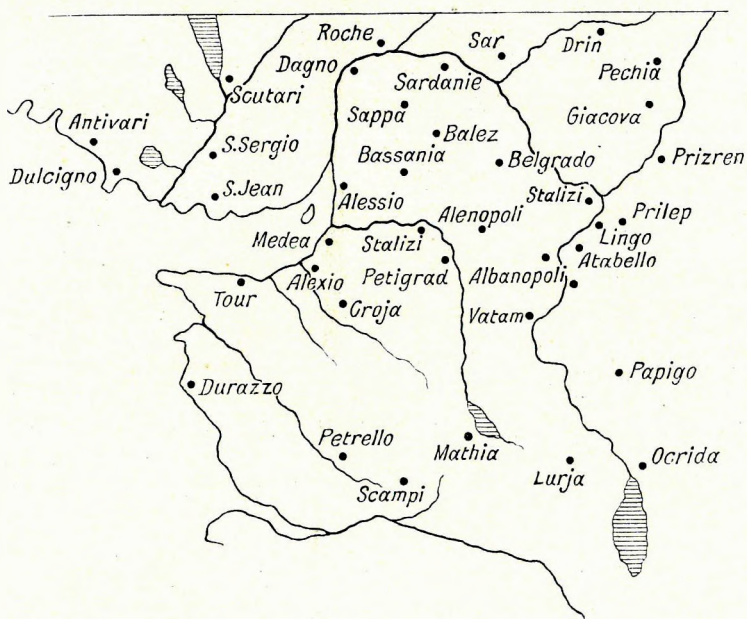 Roche
Sar
Drin
Dagno
Sardanie
Pechia
Scutari
Sappa
Giacova
Antivari
Balez
S.Sergio
Bassania
Belgrado
Prizren
Dulcigno
S.Jean
Alessio
Stalizi
Prilep
Medea
Stalizi
Alenopoli
Lingo
Atabello
Alexio
Petigrad
Albanopoli
Tour
Croja
Vatam
Durazzo
Papigo
Petrello
Mathia
Lurja
Ocrida
Scampi